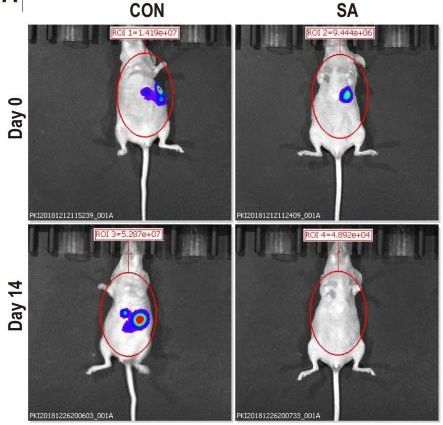 CON
SA
Day 0
ROI 1=1.419e+07
ROI 2=9.444e+06
PKI20181212115239_001A
PKI20181212112409_001A
Day 14
ROI 3=5.287e+07
ROI 4=4.892e+04
PKI20181226200603_001A
PKI20181226200733_001A